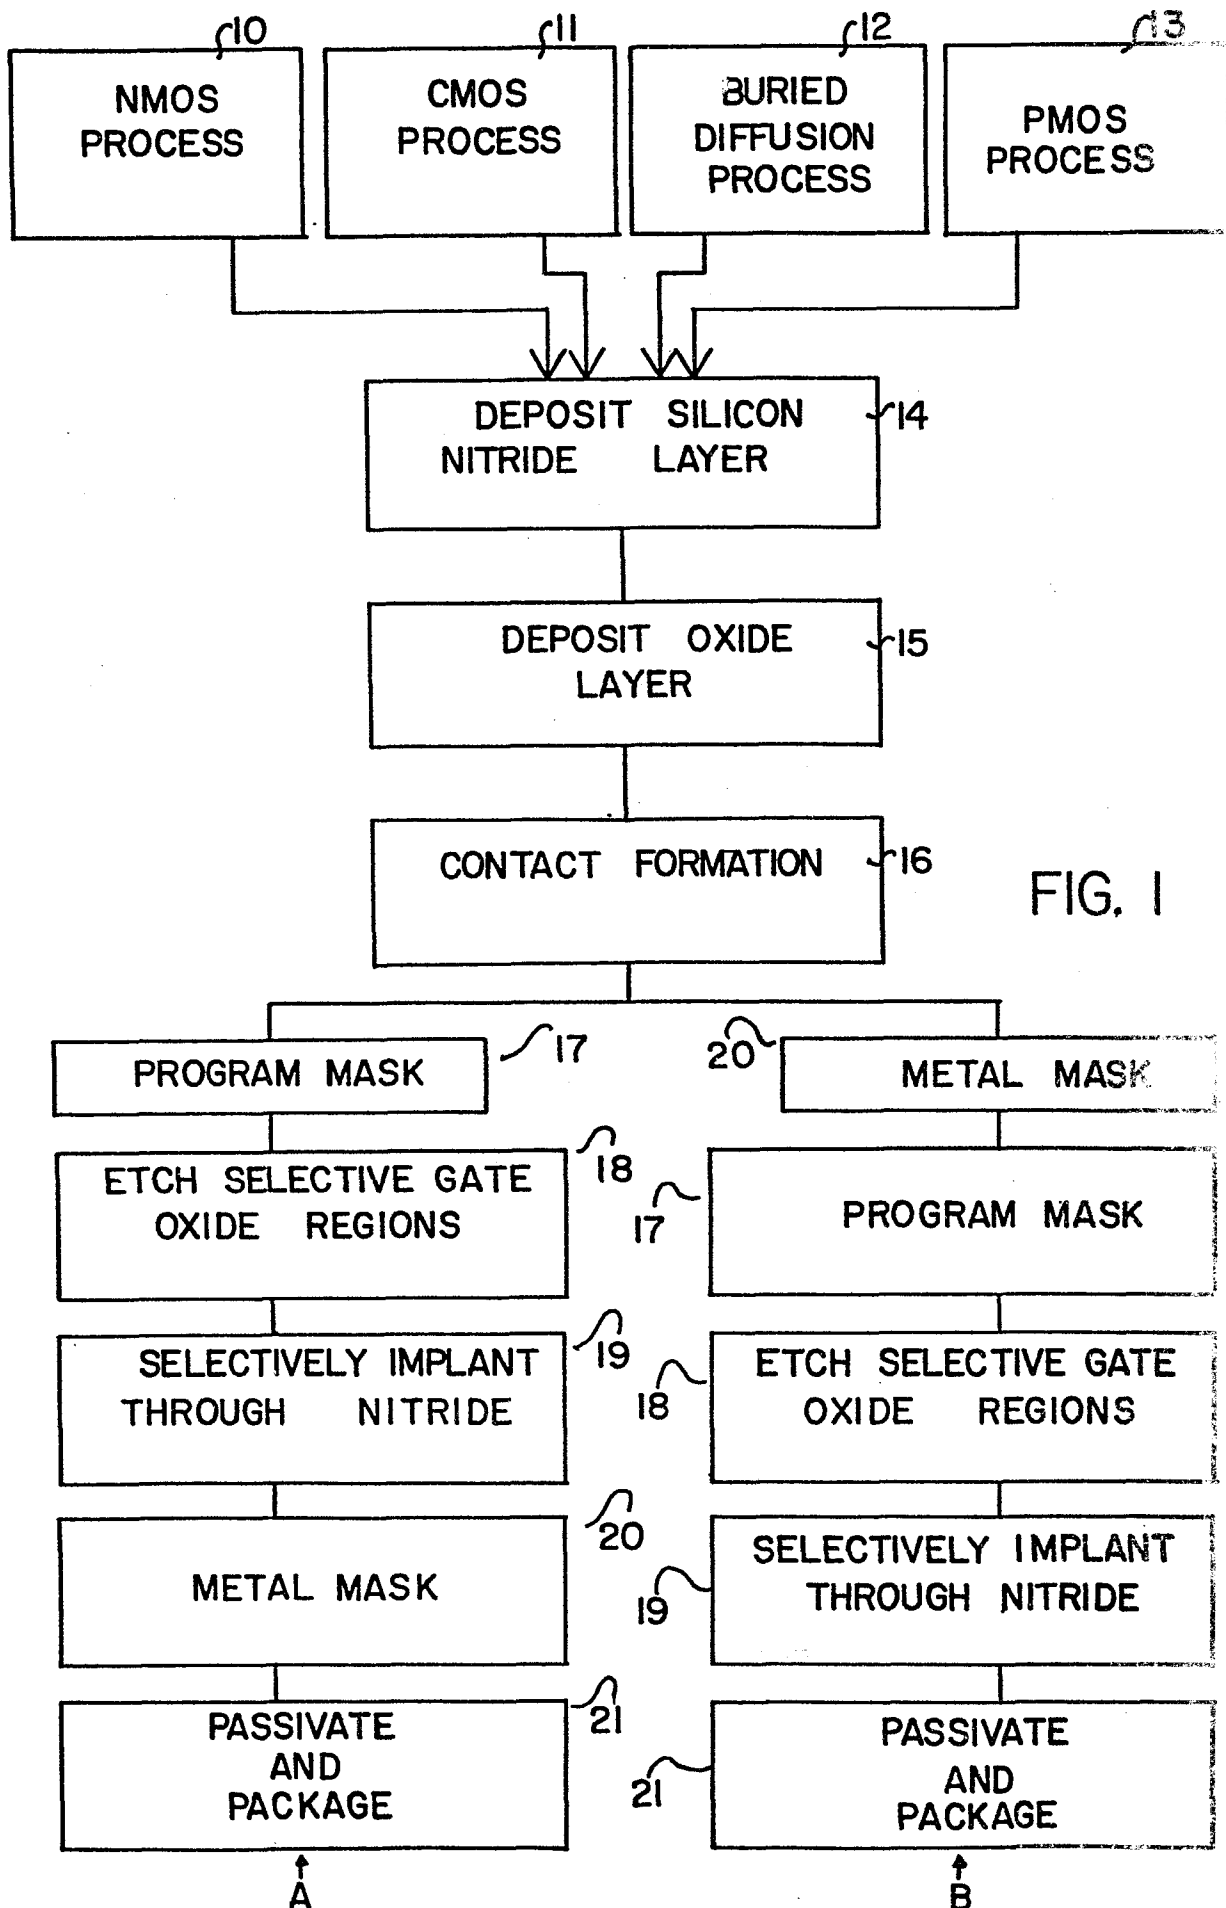 10
NMOS
PROCESS
11
CMOS
PROCESS
12
BURIED
DIFFUSION
PROCESS
13
PMOS
PROCESS
DEPOSIT SILICON
NITRIDE LAYER
14
DEPOSIT OXIDE
LAYER
15
CONTACT FORMATION
16
FIG. 1
PROGRAM MASK
17
ETCH SELECTIVE GATE
OXIDE REGIONS
18
SELECTIVELY IMPLANT
THROUGH NITRIDE
19
METAL MASK
20
PASSIVATE
AND
PACKAGE
21
A
20
METAL MASK
17
PROGRAM MASK
18
ETCH SELECTIVE GATE
OXIDE REGIONS
19
SELECTIVELY IMPLANT
THROUGH NITRIDE
21
PASSIVATE
AND
PACKAGE
B